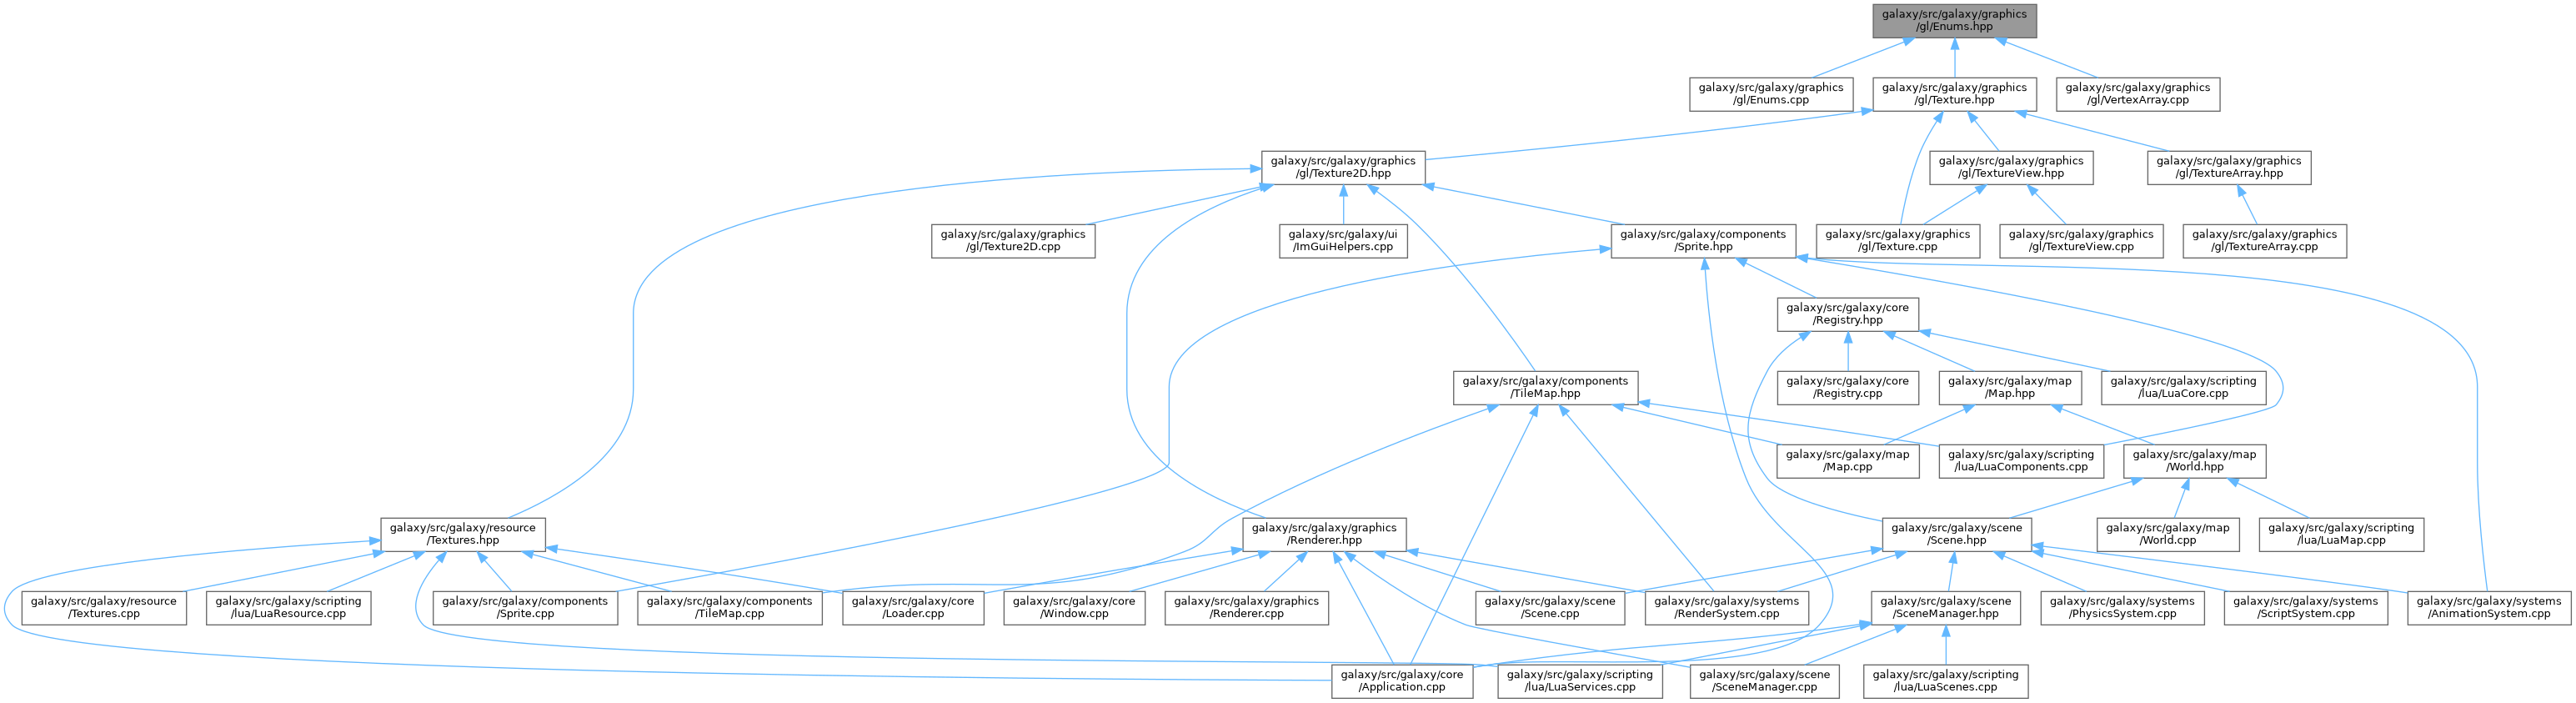 galaxy/src/galaxy/graphics
/gl/Enums.hpp
galaxy/src/galaxy/graphics
/gl/Enums.cpp
galaxy/src/galaxy/graphics
/gl/Texture.hpp
galaxy/src/galaxy/graphics
/gl/VertexArray.cpp
galaxy/src/galaxy/graphics
/gl/Texture2D.hpp
galaxy/src/galaxy/graphics
/gl/TextureView.hpp
galaxy/src/galaxy/graphics
/gl/TextureArray.hpp
galaxy/src/galaxy/graphics
/gl/Texture2D.cpp
galaxy/src/galaxy/ui
/ImGuiHelpers.cpp
galaxy/src/galaxy/components
/Sprite.hpp
galaxy/src/galaxy/graphics
/gl/Texture.cpp
galaxy/src/galaxy/graphics
/gl/TextureView.cpp
galaxy/src/galaxy/graphics
/gl/TextureArray.cpp
galaxy/src/galaxy/core
/Registry.hpp
galaxy/src/galaxy/components
/TileMap.hpp
galaxy/src/galaxy/core
/Registry.cpp
galaxy/src/galaxy/map
/Map.hpp
galaxy/src/galaxy/scripting
/lua/LuaCore.cpp
galaxy/src/galaxy/map
/Map.cpp
galaxy/src/galaxy/scripting
/lua/LuaComponents.cpp
galaxy/src/galaxy/map
/World.hpp
galaxy/src/galaxy/resource
/Textures.hpp
galaxy/src/galaxy/graphics
/Renderer.hpp
galaxy/src/galaxy/scene
/Scene.hpp
galaxy/src/galaxy/map
/World.cpp
galaxy/src/galaxy/scripting
/lua/LuaMap.cpp
galaxy/src/galaxy/resource
/Textures.cpp
galaxy/src/galaxy/scripting
/lua/LuaResource.cpp
galaxy/src/galaxy/components
/Sprite.cpp
galaxy/src/galaxy/components
/TileMap.cpp
galaxy/src/galaxy/core
/Loader.cpp
galaxy/src/galaxy/core
/Window.cpp
galaxy/src/galaxy/graphics
/Renderer.cpp
galaxy/src/galaxy/scene
/Scene.cpp
galaxy/src/galaxy/systems
/RenderSystem.cpp
galaxy/src/galaxy/scene
/SceneManager.hpp
galaxy/src/galaxy/systems
/PhysicsSystem.cpp
galaxy/src/galaxy/systems
/ScriptSystem.cpp
galaxy/src/galaxy/systems
/AnimationSystem.cpp
galaxy/src/galaxy/core
/Application.cpp
galaxy/src/galaxy/scripting
/lua/LuaServices.cpp
galaxy/src/galaxy/scene
/SceneManager.cpp
galaxy/src/galaxy/scripting
/lua/LuaScenes.cpp